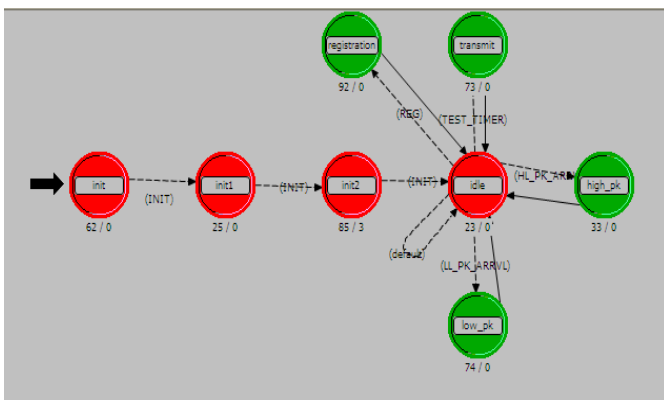 registration
transmit
92 / 0
73 / 0
(REG)
(TEST_TIMER)
init
init1
init2
idle
high_pk
(INIT)
(INIT)
(INIT)
62 / 0
25 / 0
85 / 3
23 / 0
33 / 0
(default)
(LL_PK_ARRVL)
low_pk
74 / 0